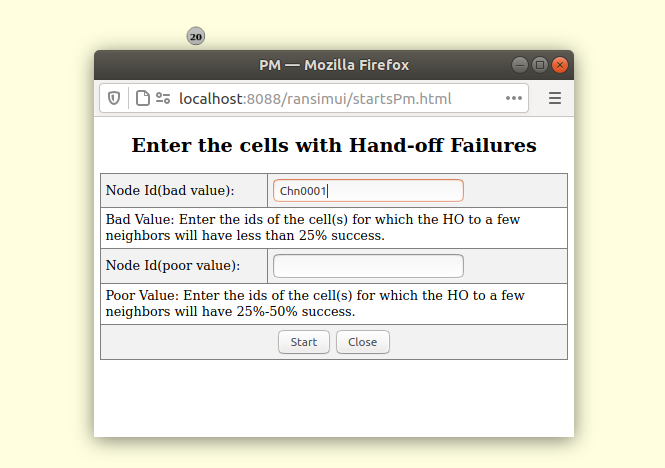 20
PM — Mozilla Firefox
localhost:8088/ransimui/startsPm.html
Enter the cells with Hand-off Failures
Node Id(bad value): Chn0001
Bad Value: Enter the ids of the cell(s) for which the HO to a few
neighbors will have less than 25% success.
Node Id(poor value):
Poor Value: Enter the ids of the cell(s) for which the HO to a few
neighbors will have 25%-50% success.
Start Close